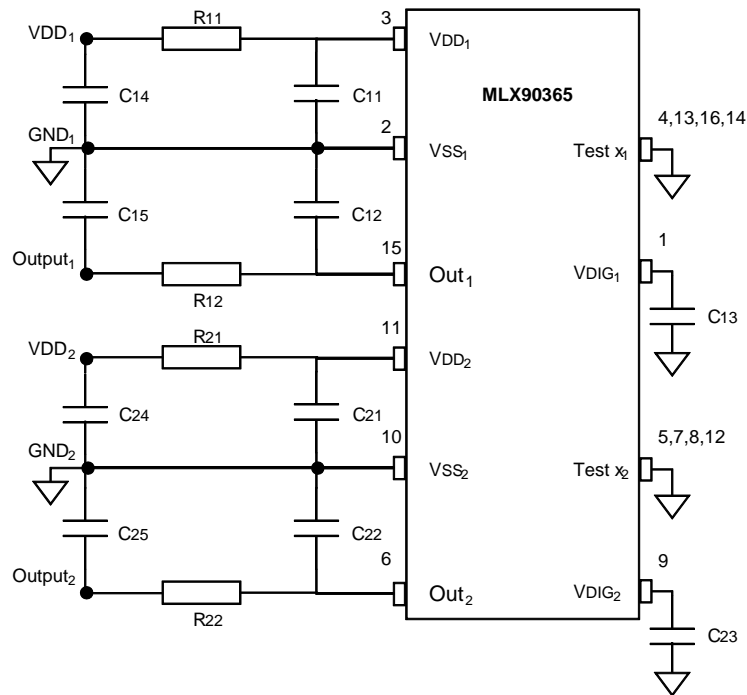 VDD₁
R11
3
VDD₁
MLX90365
C14
C11
2
4,13,16,14
GND₁
VSS₁
Test x₁
C15
C12
15
1
Output₁
R12
Out₁
VDIG₁
C13
VDD₂
R21
11
VDD₂
C24
C21
10
5,7,8,12
GND₂
VSS₂
Test x₂
C25
C22
6
9
Output₂
R22
Out₂
VDIG₂
C23